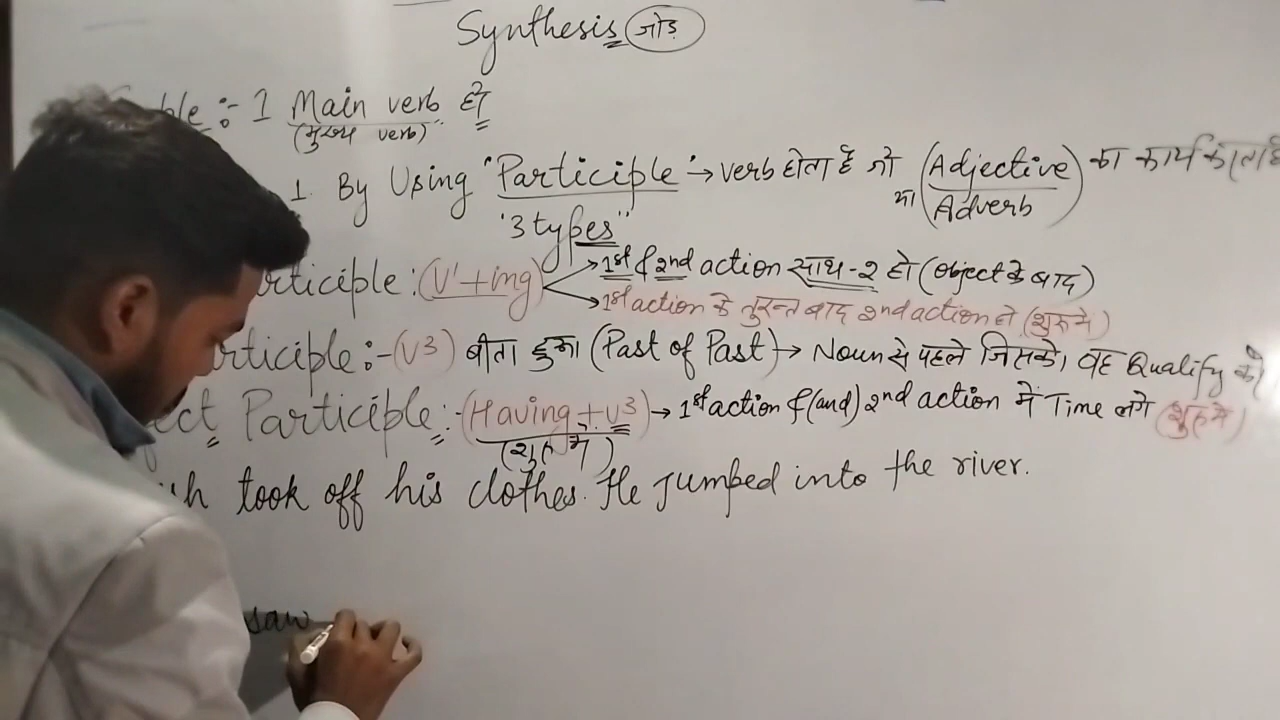 Synthesis जोड़
:- 1 Main verb हो
(मुख्य verb)
1. By Using "Participle" → verb होता है जो या (Adjective / Adverb) का कार्य करता है
"3 types"
rticiple : (V¹+ing) → 1st & 2nd action साथ-2 हो (object के बाद)
→ 1st action के तुरन्त बाद 2nd action हो (शुरू में)
rticiple :- (V³) बीता हुआ (Past of Past) → Noun से पहले जिसको वह Qualify करे
ect Participle :- (Having + V³) → 1st action &(and) 2nd action में Time लगे (शुरू में)
(शुरू में)
sh took off his clothes. He Jumped into the river.
saw